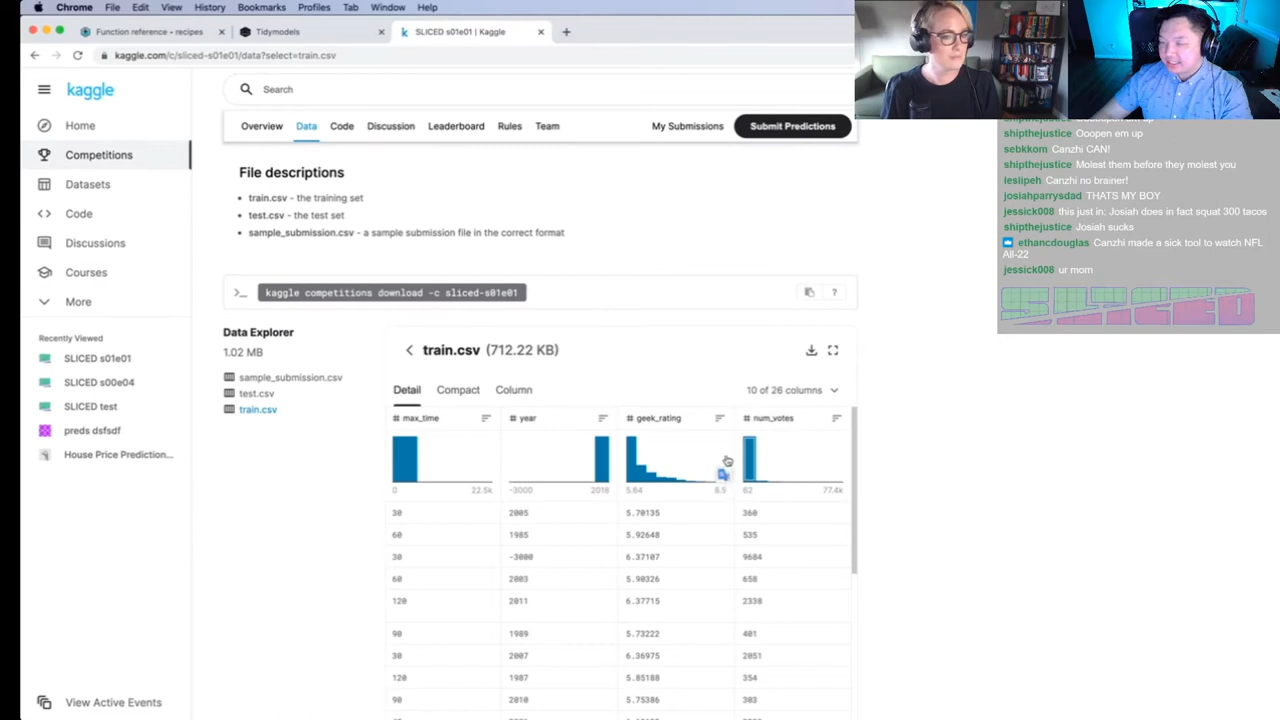 Chrome File Edit View History Bookmarks Profiles Tab Window Help
Function reference - recipes
Tidymodels
SLICED s01e01 | Kaggle
kaggle.com/c/sliced-s01e01/data?select=train.csv
kaggle
Search
Home
Competitions
Datasets
Code
Discussions
Courses
More
Recently Viewed
SLICED s01e01
SLICED s00e04
SLICED test
preds dsfsdf
House Price Prediction...
View Active Events
Overview Data Code Discussion Leaderboard Rules Team My Submissions Submit Predictions
File descriptions
• train.csv - the training set
• test.csv - the test set
• sample_submission.csv - a sample submission file in the correct format
>_ kaggle competitions download -c sliced-s01e01 ?
Data Explorer
1.02 MB
sample_submission.csv
test.csv
train.csv
< train.csv (712.22 KB)
Detail Compact Column 10 of 26 columns
# max_time # year # geek_rating # num_votes
0 22.5k -3000 2018 5.64 8.5 62 77.4k
30 2005 5.70135 360
60 1985 5.92648 535
30 -3000 6.37107 9684
60 2003 5.90326 658
120 2011 6.37715 2338
90 1989 5.73222 401
30 2007 6.36975 2051
120 1987 5.85188 354
90 2010 5.75386 303
shipthejustice Ooopen em up
sebkkom Canzhi CAN!
shipthejustice Molest them before they molest you
leslipeh Canzhi no brainer!
josiahparrysdad THATS MY BOY
jessick008 this just in: Josiah does in fact squat 300 tacos
shipthejustice Josiah sucks
ethancdouglas Canzhi made a sick tool to watch NFL
All-22
jessick008 ur mom
SLICED